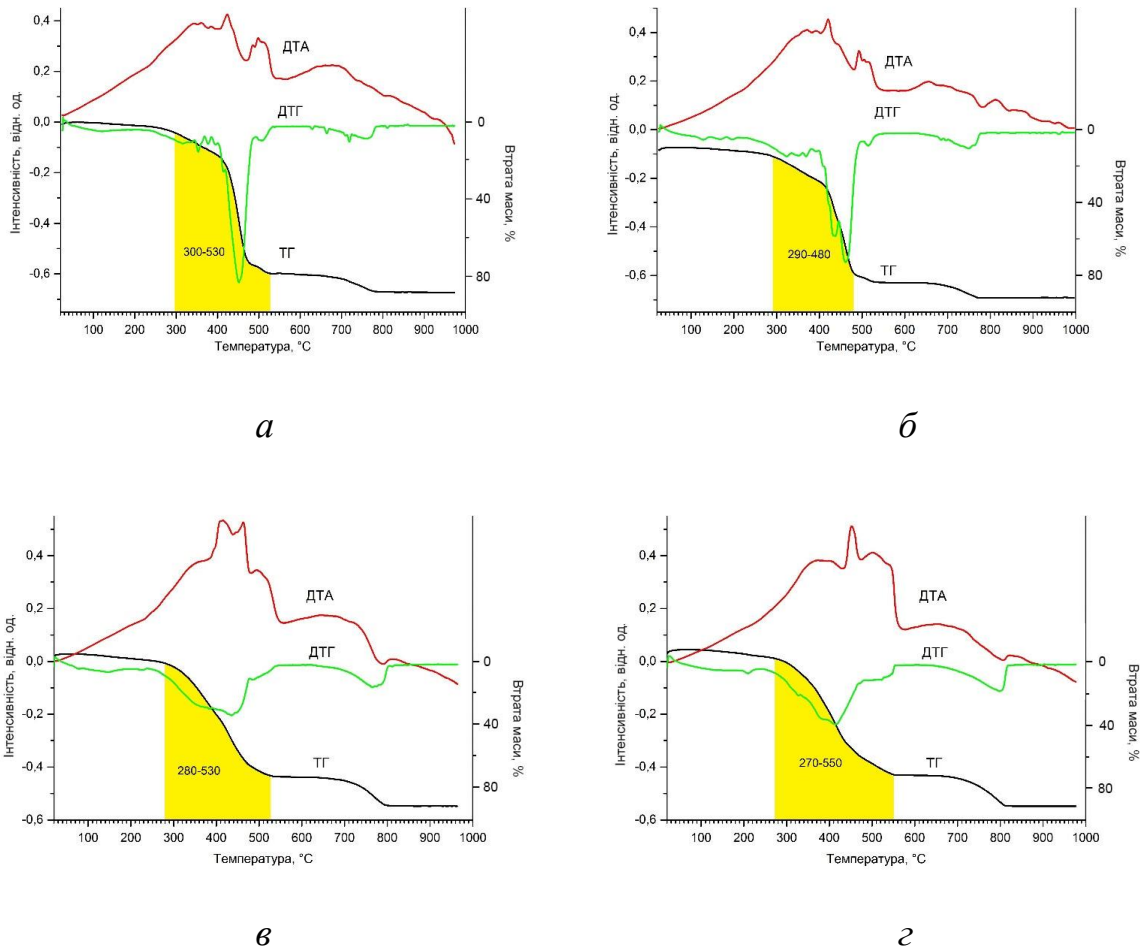 0,4
0,2
0,0
-0,2
-0,4
-0,6
Інтенсивність, відн. од.
ДТА
ДТГ
ТГ
300-530
0
40
80
Втрата маси, %
100 200 300 400 500 600 700 800 900 1000
Температура, °C
а
0,4
0,2
0,0
-0,2
-0,4
-0,6
Інтенсивність, відн. од.
ДТА
ДТГ
ТГ
290-480
0
40
80
Втрата маси, %
100 200 300 400 500 600 700 800 900 1000
Температура, °C
б
0,4
0,2
0,0
-0,2
-0,4
-0,6
Інтенсивність, відн. од.
ДТА
ДТГ
ТГ
280-530
0
40
80
Втрата маси, %
100 200 300 400 500 600 700 800 900 1000
Температура, °C
в
0,4
0,2
0,0
-0,2
-0,4
-0,6
Інтенсивність, відн. од.
ДТА
ДТГ
ТГ
270-550
0
40
80
Втрата маси, %
100 200 300 400 500 600 700 800 900 1000
Температура, °C
г